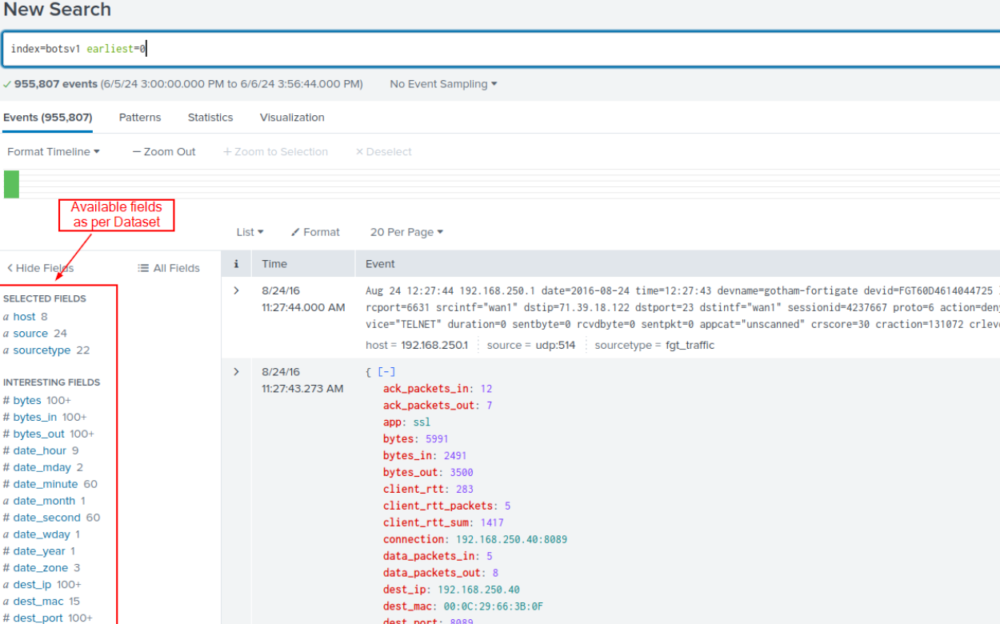 New Search
index=botsv1 earliest=0
✓ 955,807 events (6/5/24 3:00:00.000 PM to 6/6/24 3:56:44.000 PM) No Event Sampling ▾
Events (955,807) Patterns Statistics Visualization
Format Timeline ▾ — Zoom Out + Zoom to Selection × Deselect
Available fields
as per Dataset
List ▾ Format 20 Per Page ▾
< Hide Fields All Fields
i Time Event
SELECTED FIELDS
a host 8
a source 24
a sourcetype 22
INTERESTING FIELDS
# bytes 100+
# bytes_in 100+
# bytes_out 100+
# date_hour 9
# date_mday 2
# date_minute 60
a date_month 1
# date_second 60
a date_wday 1
# date_year 1
# date_zone 3
a dest_ip 100+
a dest_mac 15
# dest_port 100+
> 8/24/16
11:27:44.000 AM
Aug 24 12:27:44 192.168.250.1 date=2016-08-24 time=12:27:43 devname=gotham-fortigate devid=FGT60D4614044725
rcport=6631 srcintf="wan1" dstip=71.39.18.122 dstport=23 dstintf="wan1" sessionid=4237667 proto=6 action=deny
vice="TELNET" duration=0 sentbyte=0 rcvdbyte=0 sentpkt=0 appcat="unscanned" crscore=30 craction=131072 crleve
host = 192.168.250.1 source = udp:514 sourcetype = fgt_traffic
> 8/24/16
11:27:43.273 AM
{ [-]
ack_packets_in: 12
ack_packets_out: 7
app: ssl
bytes: 5991
bytes_in: 2491
bytes_out: 3500
client_rtt: 283
client_rtt_packets: 5
client_rtt_sum: 1417
connection: 192.168.250.40:8089
data_packets_in: 5
data_packets_out: 8
dest_ip: 192.168.250.40
dest_mac: 00:0C:29:66:3B:0F
dest_port: 8089